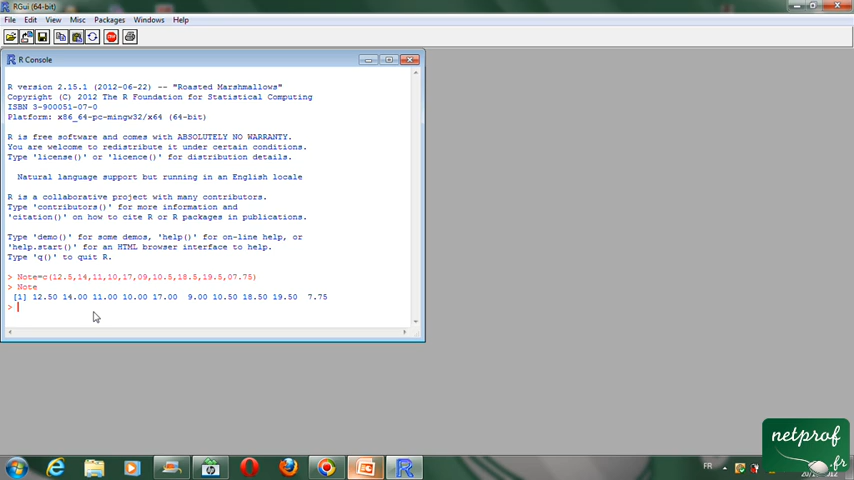 RGui (64-bit)
File Edit View Misc Packages Windows Help
R Console
R version 2.15.1 (2012-06-22) -- "Roasted Marshmallows"
Copyright (C) 2012 The R Foundation for Statistical Computing
ISBN 3-900051-07-0
Platform: x86_64-pc-mingw32/x64 (64-bit)
R is free software and comes with ABSOLUTELY NO WARRANTY.
You are welcome to redistribute it under certain conditions.
Type 'license()' or 'licence()' for distribution details.
Natural language support but running in an English locale
R is a collaborative project with many contributors.
Type 'contributors()' for more information and
'citation()' on how to cite R or R packages in publications.
Type 'demo()' for some demos, 'help()' for on-line help, or
'help.start()' for an HTML browser interface to help.
Type 'q()' to quit R.
> Note=c(12.5,14,11,10,17,09,10.5,18.5,19.5,07.75)
> Note
[1] 12.50 14.00 11.00 10.00 17.00 9.00 10.50 18.50 19.50 7.75
>
netprof
.fr
FR